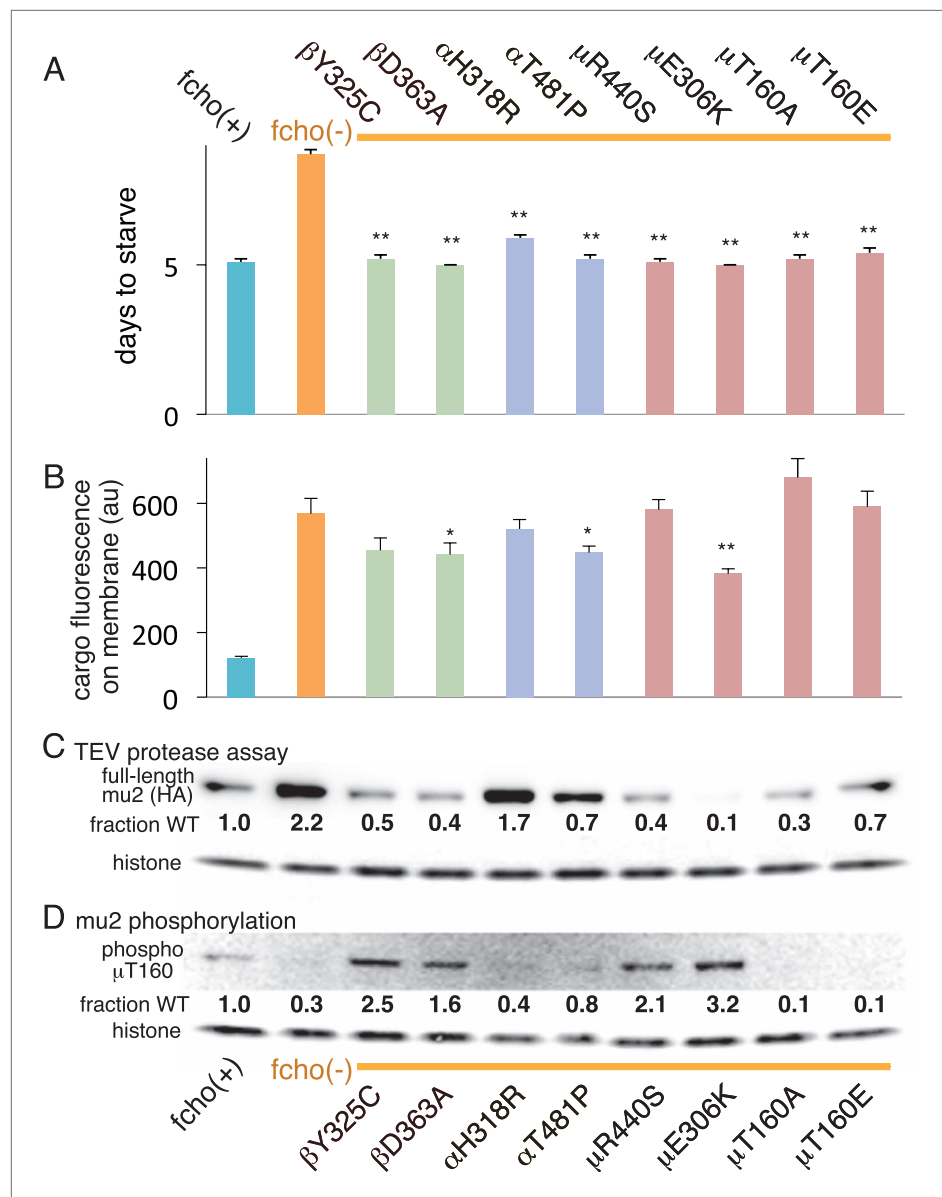 A
fcho(+)
fcho(-)
βY325C
βD363A
αH318R
αT481P
μR440S
μE306K
μT160A
μT160E
days to starve
5
0
** ** ** ** ** ** ** **
B
cargo fluorescence
on membrane (au)
600
400
200
0
* * **
C TEV protease assay
full-length
mu2 (HA)
fraction WT 1.0 2.2 0.5 0.4 1.7 0.7 0.4 0.1 0.3 0.7
histone
D mu2 phosphorylation
phospho
μT160
fraction WT 1.0 0.3 2.5 1.6 0.4 0.8 2.1 3.2 0.1 0.1
histone
fcho(+)
fcho(-)
βY325C
βD363A
αH318R
αT481P
μR440S
μE306K
μT160A
μT160E